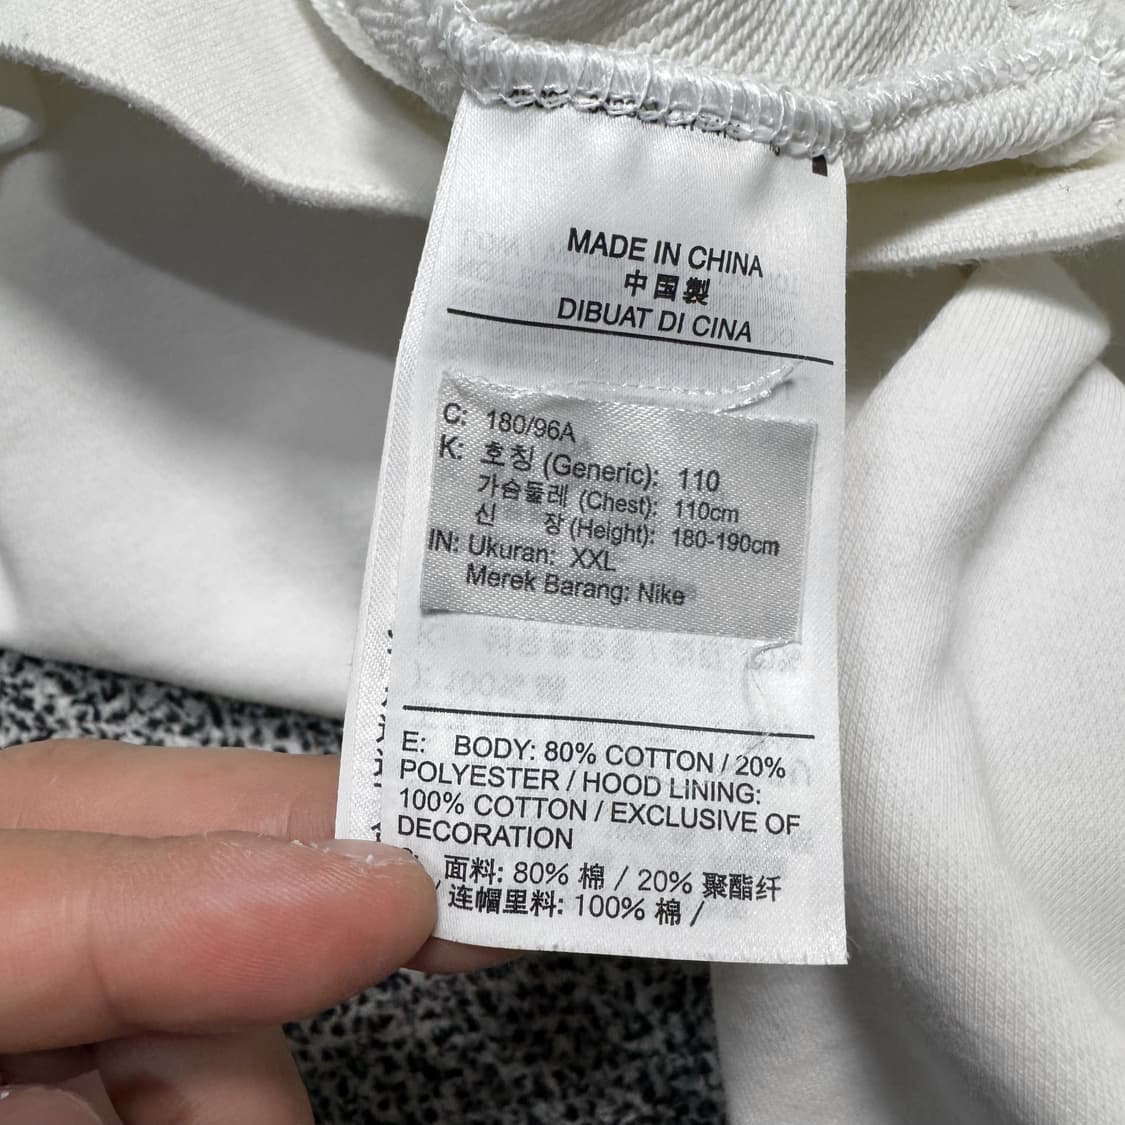 MADE IN CHINA
中国製
DIBUAT DI CINA
C: 180/96A
K: 호칭 (Generic): 110
가슴둘레 (Chest): 110cm
신 장 (Height): 180-190cm
IN: Ukuran: XXL
Merek Barang: Nike
E: BODY: 80% COTTON / 20%
POLYESTER / HOOD LINING:
100% COTTON / EXCLUSIVE OF
DECORATION
面料: 80% 棉 / 20% 聚酯纤
连帽里料: 100% 棉 /